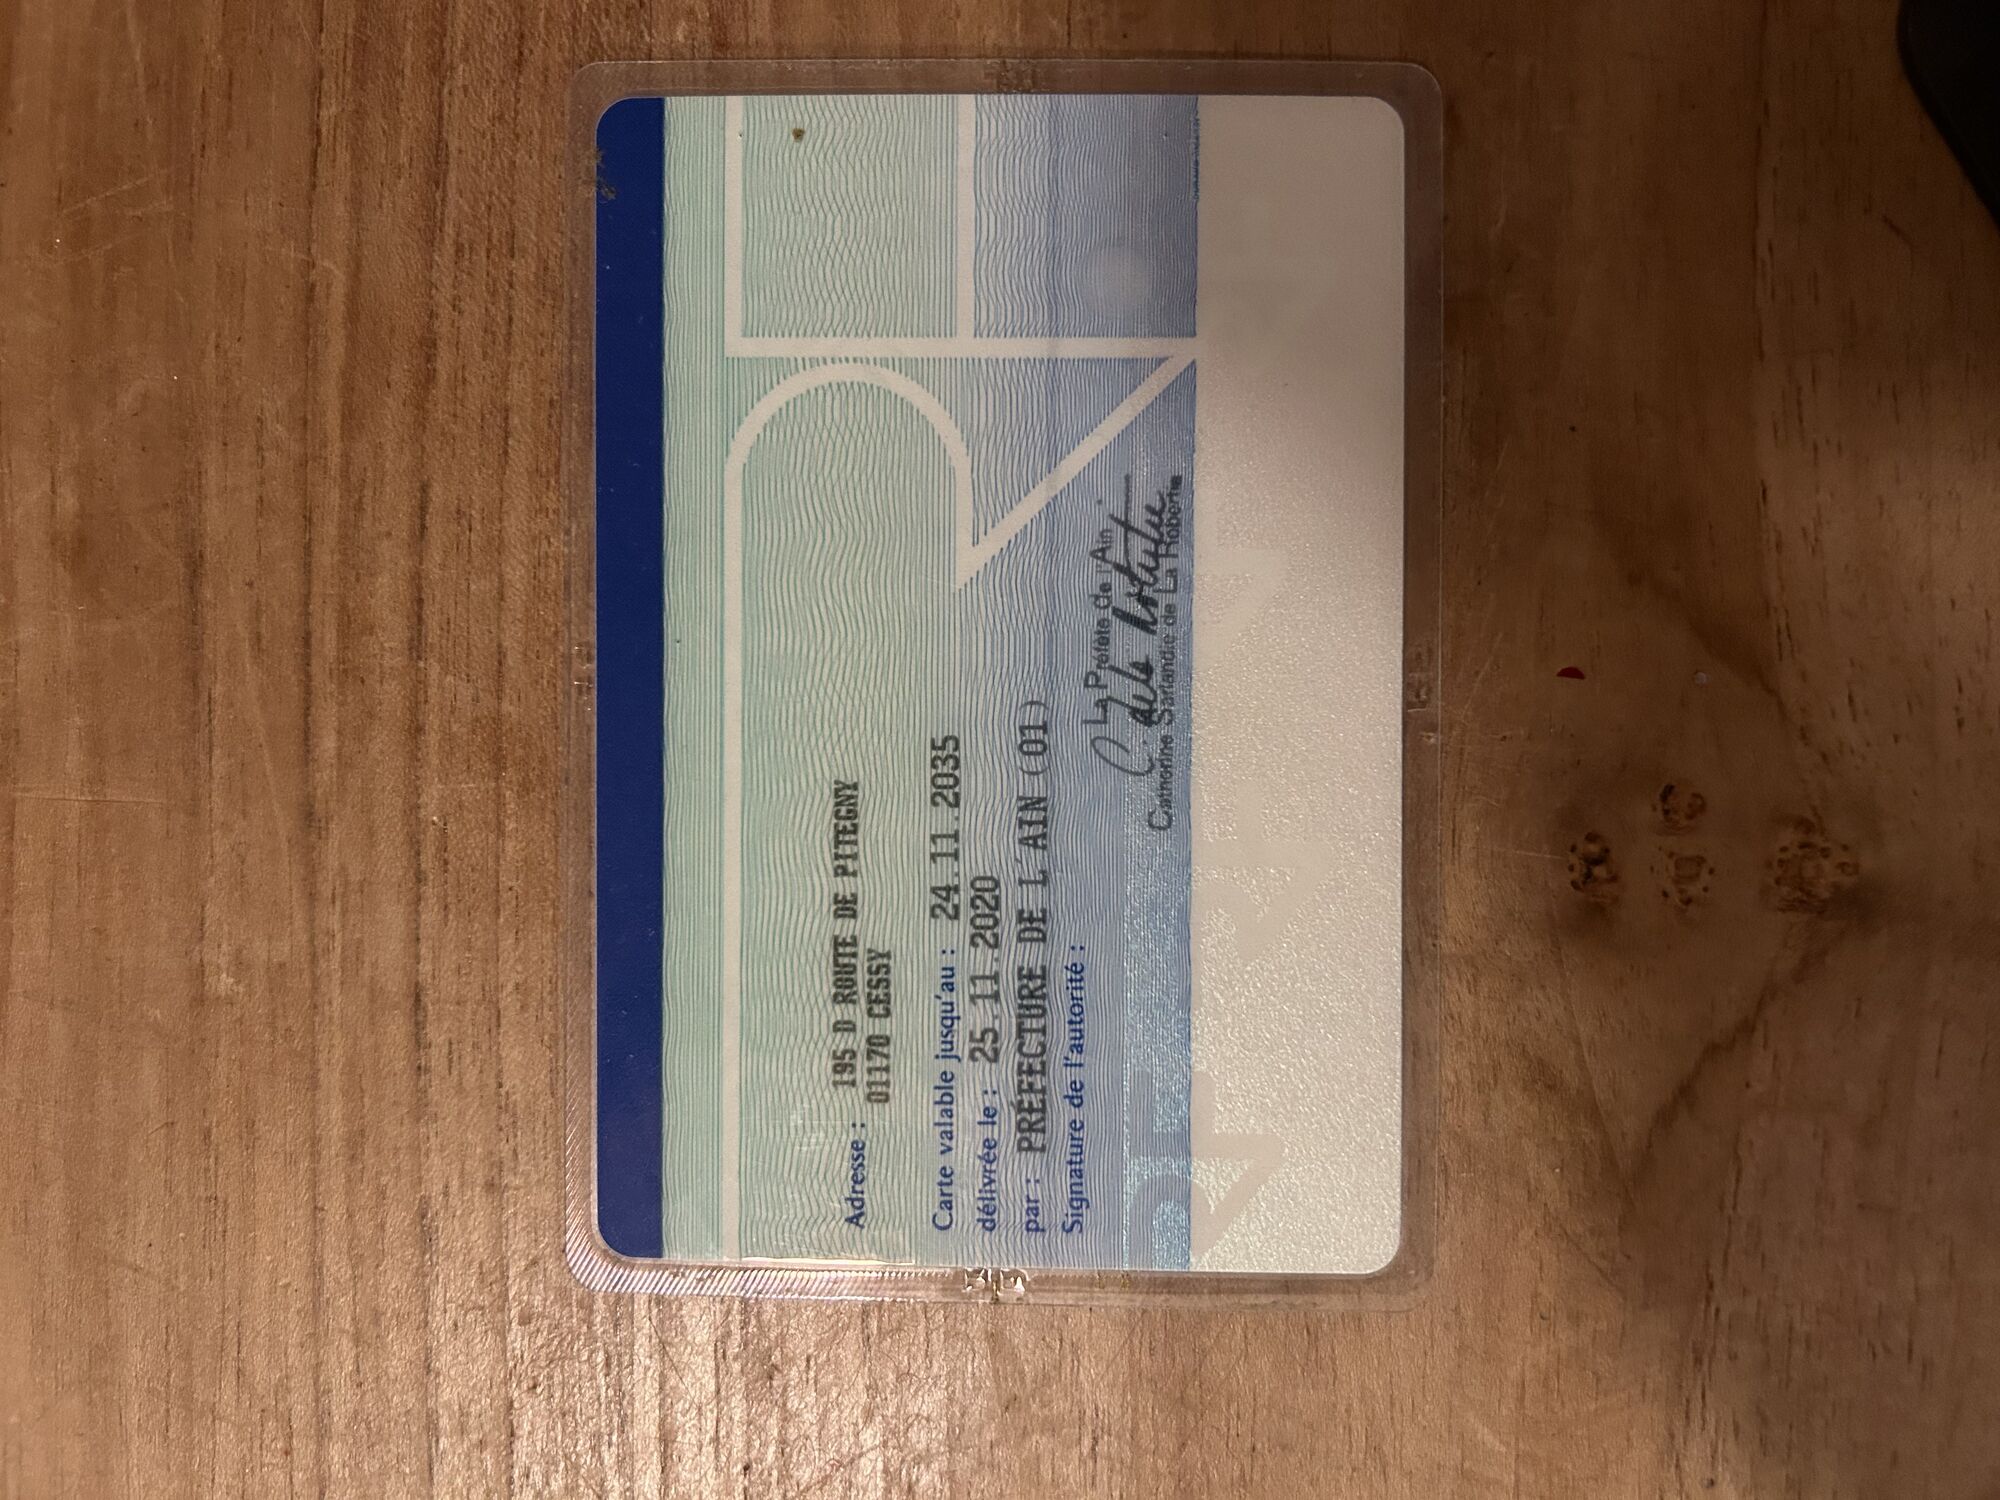 Adresse : 195 D ROUTE DE PITEGNY
01170 CESSY
Carte valable jusqu'au : 24.11.2035
délivrée le : 25.11.2020
par : PRÉFECTURE DE L'AIN (01)
Signature de l'autorité :
La Préfète de l'Ain
Catherine Sarlandie de La Robertie